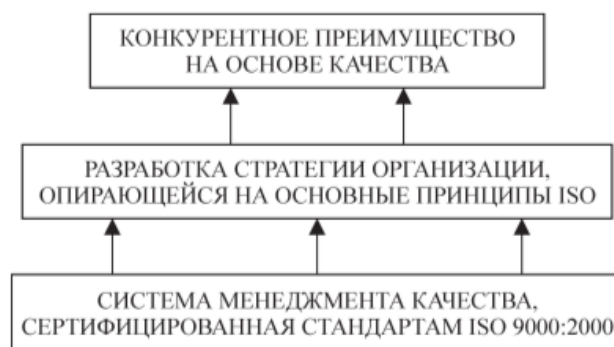 КОНКУРЕНТНОЕ ПРЕИМУЩЕСТВО
НА ОСНОВЕ КАЧЕСТВА
РАЗРАБОТКА СТРАТЕГИИ ОРГАНИЗАЦИИ,
ОПИРАЮЩЕЙСЯ НА ОСНОВНЫЕ ПРИНЦИПЫ ISO
СИСТЕМА МЕНЕДЖМЕНТА КАЧЕСТВА,
СЕРТИФИЦИРОВАННАЯ СТАНДАРТАМ ISO 9000:2000